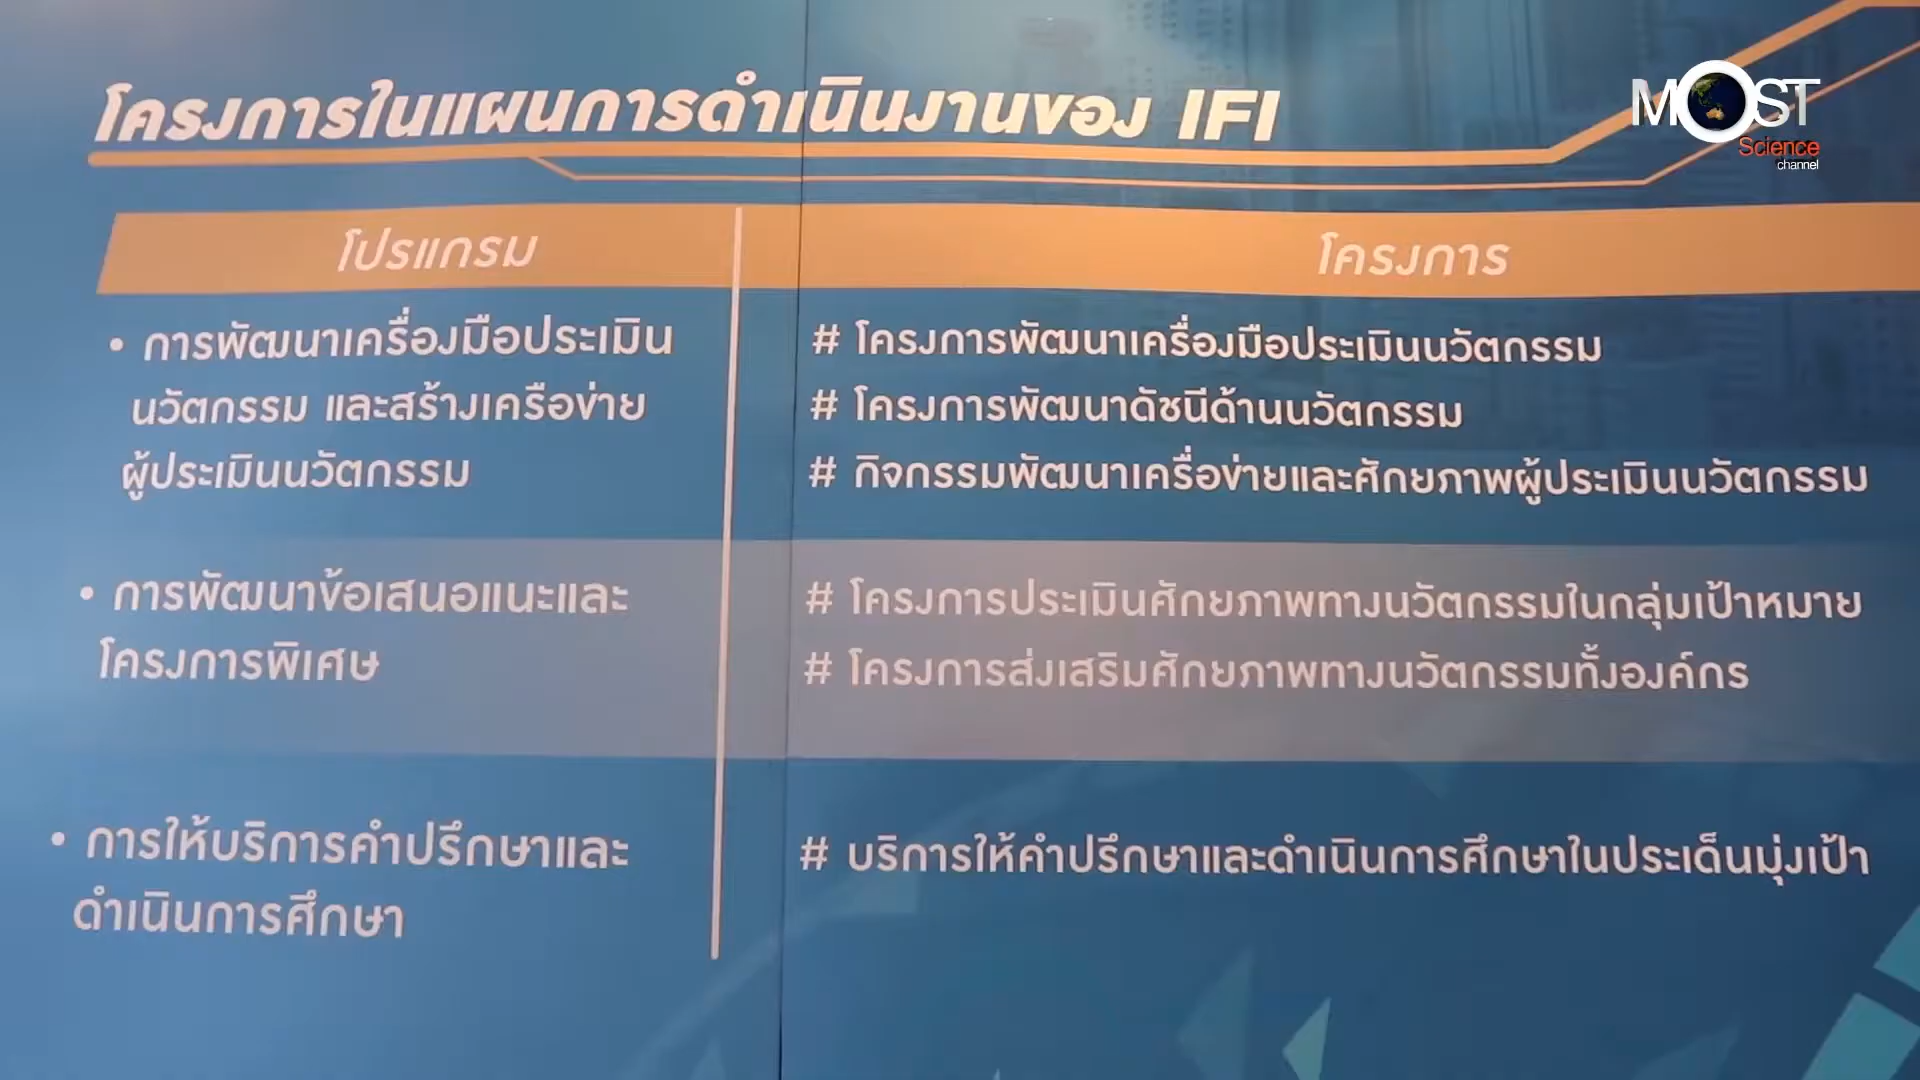 โครงการในแผนการดำเนินงานของ IFI
MOST
Science
channel
โปรแกรม
โครงการ
• การพัฒนาเครื่องมือประเมิน
นวัตกรรม และสร้างเครือข่าย
ผู้ประเมินนวัตกรรม
# โครงการพัฒนาเครื่องมือประเมินนวัตกรรม
# โครงการพัฒนาดัชนีด้านนวัตกรรม
# กิจกรรมพัฒนาเครื่อข่ายและศักยภาพผู้ประเมินนวัตกรรม
• การพัฒนาข้อเสนอแนะและ
โครงการพิเศษ
# โครงการประเมินศักยภาพทางนวัตกรรมในกลุ่มเป้าหมาย
# โครงการส่งเสริมศักยภาพทางนวัตกรรมทั้งองค์กร
• การให้บริการคำปรึกษาและ
ดำเนินการศึกษา
# บริการให้คำปรึกษาและดำเนินการศึกษาในประเด็นมุ่งเป้า